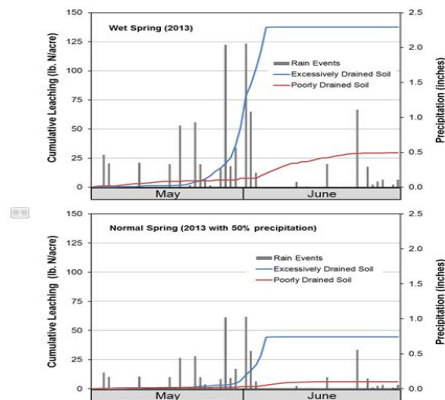 Wet Spring (2013)
Cumulative Leaching (lb. N/acre)
150
125
100
75
50
25
0
Rain Events
Excessively Drained Soil
Poorly Drained Soil
2.5
2.0
1.5
1.0
0.5
0.0
Precipitation (inches)
May
June
Normal Spring (2013 with 50% precipitation)
Cumulative Leaching (lb. N/acre)
150
125
100
75
50
25
0
Rain Events
Excessively Drained Soil
Poorly Drained Soil
2.5
2.0
1.5
1.0
0.5
0.0
Precipitation (inches)
May
June